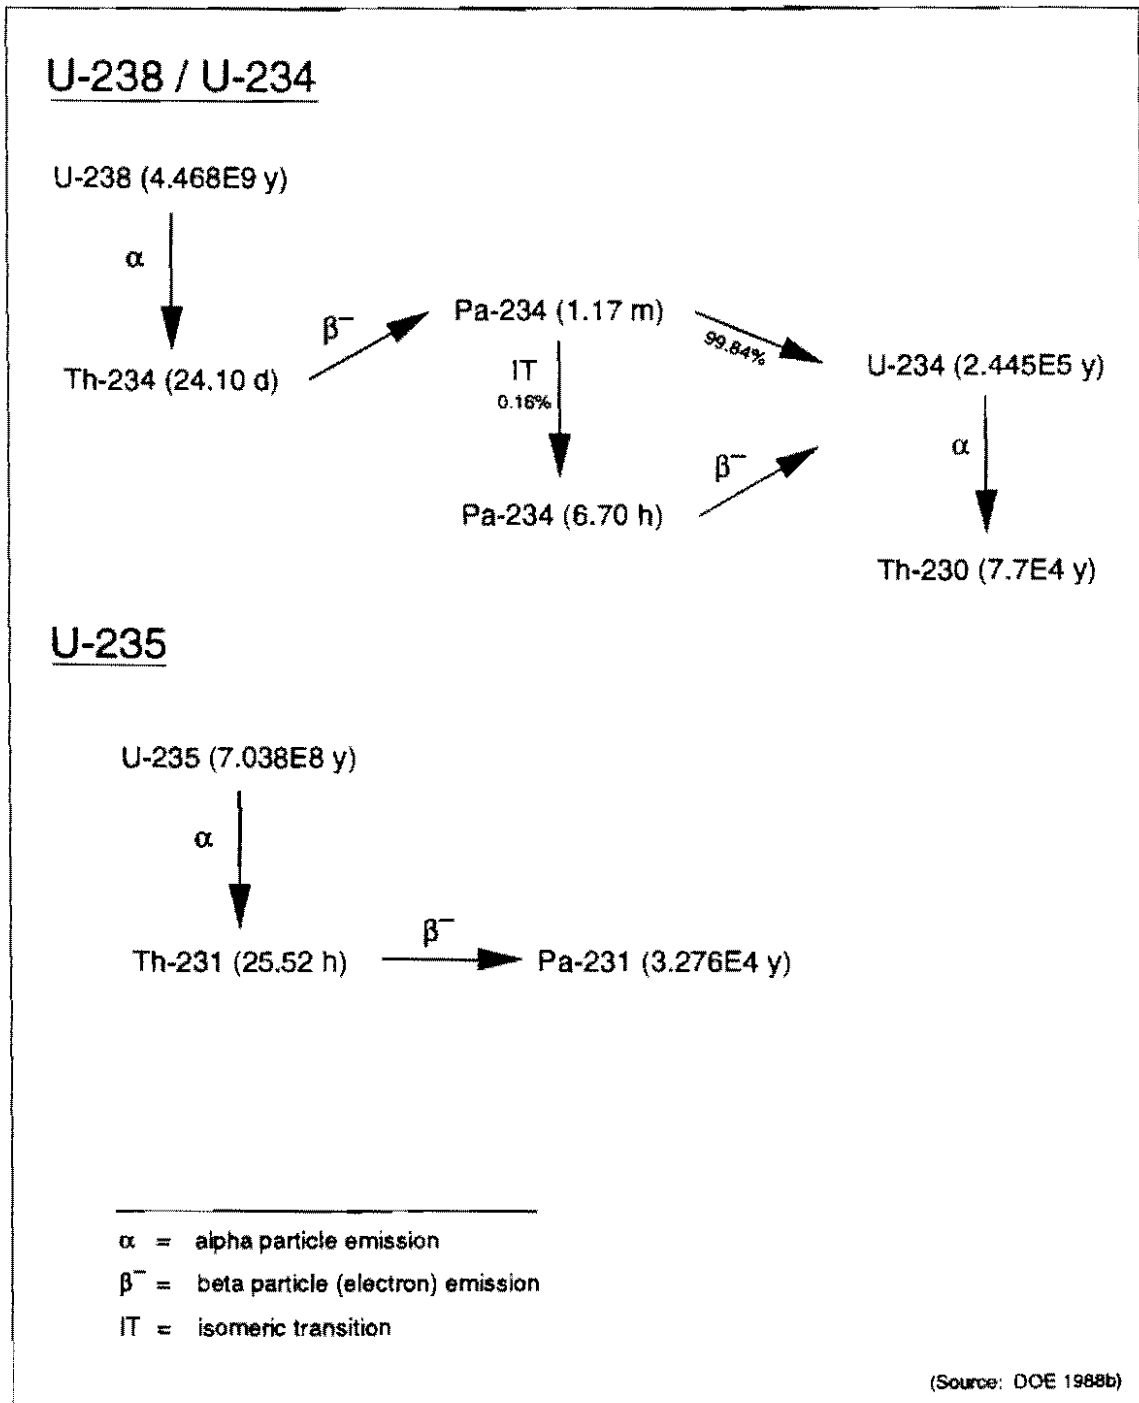 U-238 / U-234
U-238 (4.468E9 y)
α
Th-234 (24.10 d)
β⁻
Pa-234 (1.17 m)
99.84%
IT
0.16%
Pa-234 (6.70 h)
β⁻
U-234 (2.445E5 y)
α
Th-230 (7.7E4 y)
U-235
U-235 (7.038E8 y)
α
Th-231 (25.52 h)
β⁻
Pa-231 (3.276E4 y)
α = alpha particle emission
β⁻ = beta particle (electron) emission
IT = isomeric transition
(Source: DOE 1988b)